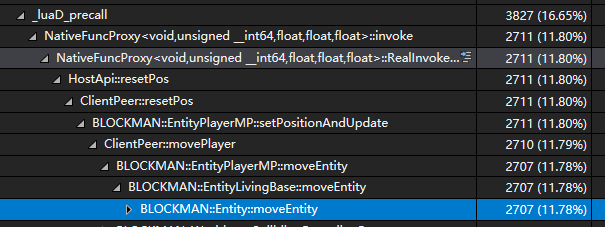 _luaD_precall 3827 (16.65%)
NativeFuncProxy<void,unsigned __int64,float,float,float>::invoke 2711 (11.80%)
NativeFuncProxy<void,unsigned __int64,float,float,float>::RealInvoke... 2711 (11.80%)
HostApi::resetPos 2711 (11.80%)
ClientPeer::resetPos 2711 (11.80%)
BLOCKMAN::EntityPlayerMP::setPositionAndUpdate 2711 (11.80%)
ClientPeer::movePlayer 2710 (11.79%)
BLOCKMAN::EntityPlayerMP::moveEntity 2707 (11.78%)
BLOCKMAN::EntityLivingBase::moveEntity 2707 (11.78%)
BLOCKMAN::Entity::moveEntity 2707 (11.78%)